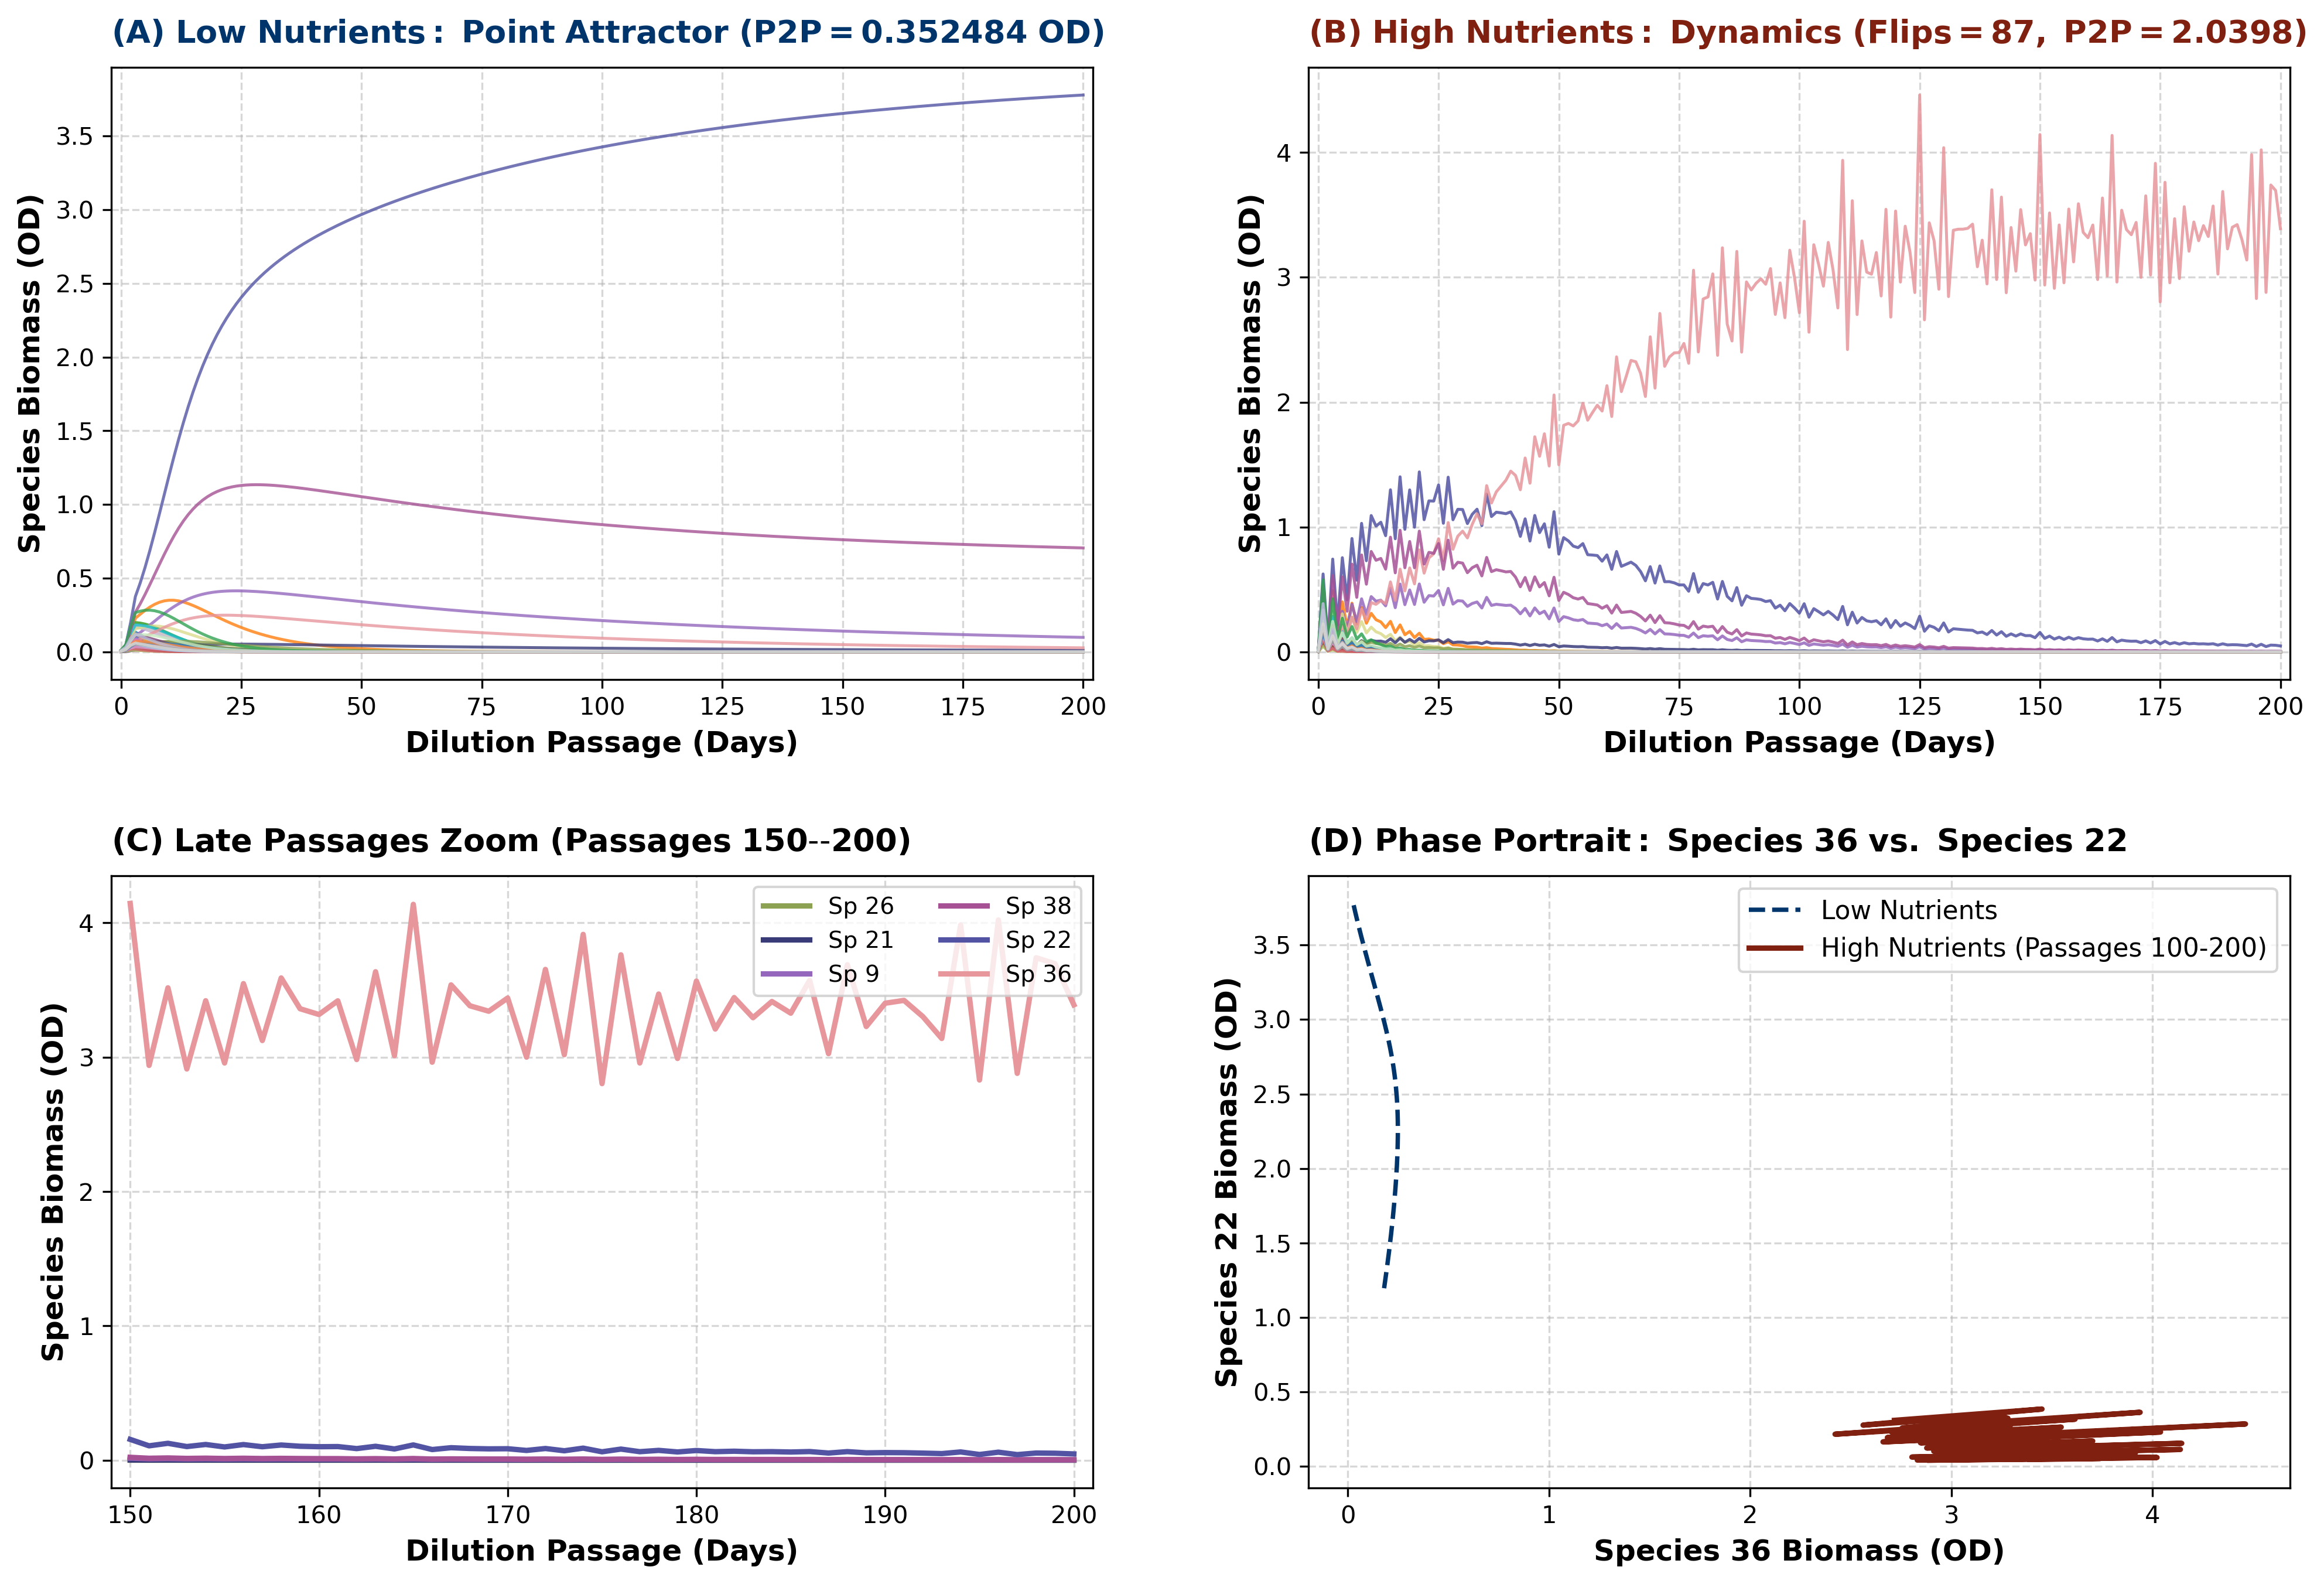 (A) Low Nutrients: Point Attractor (P2P = 0.352484 OD)
Species Biomass (OD)
3.5
3.0
2.5
2.0
1.5
1.0
0.5
0.0
0 25 50 75 100 125 150 175 200
Dilution Passage (Days)
(B) High Nutrients: Dynamics (Flips = 87, P2P = 2.0398)
Species Biomass (OD)
4
3
2
1
0
0 25 50 75 100 125 150 175 200
Dilution Passage (Days)
(C) Late Passages Zoom (Passages 150--200)
Species Biomass (OD)
4
3
2
1
0
Sp 26 Sp 38
Sp 21 Sp 22
Sp 9 Sp 36
150 160 170 180 190 200
Dilution Passage (Days)
(D) Phase Portrait: Species 36 vs. Species 22
Species 22 Biomass (OD)
3.5
3.0
2.5
2.0
1.5
1.0
0.5
0.0
Low Nutrients
High Nutrients (Passages 100-200)
0 1 2 3 4
Species 36 Biomass (OD)